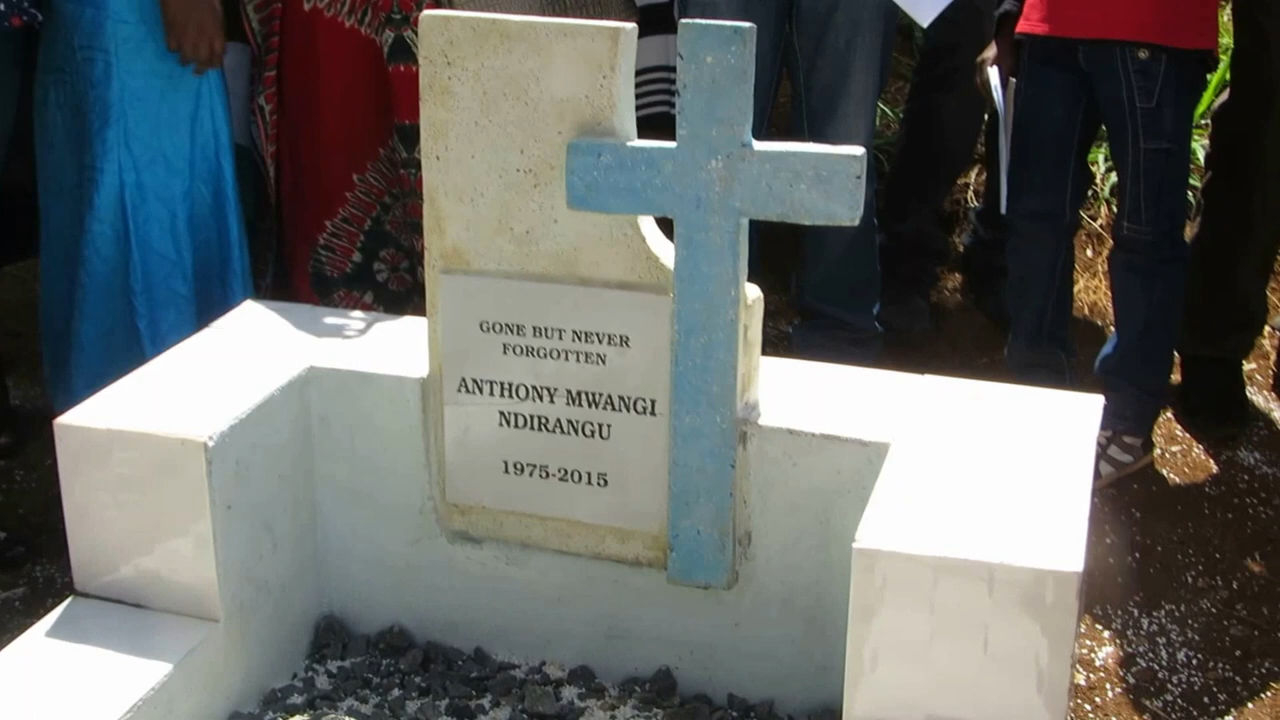 GONE BUT NEVER
FORGOTTEN
ANTHONY MWANGI
NDIRANGU
1975-2015